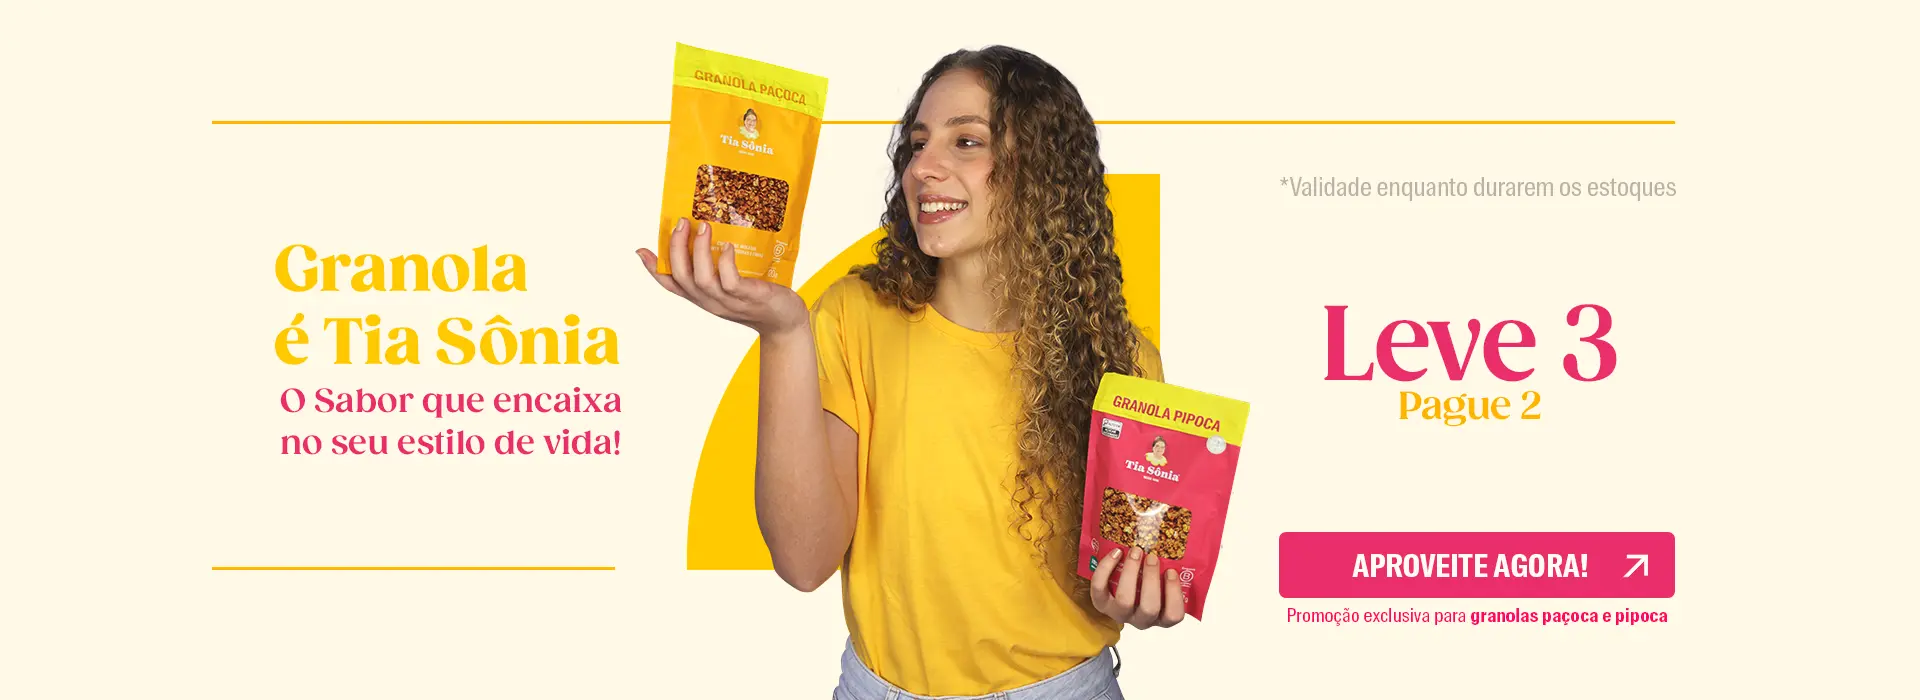 GRANOLA PAÇOCA
Tia Sônia
*Validade enquanto durarem os estoques
Granola
é Tia Sônia
O Sabor que encaixa
no seu estilo de vida!
Leve 3
Pague 2
GRANOLA PIPOCA
Tia Sônia
APROVEITE AGORA!
Promoção exclusiva para granolas paçoca e pipoca